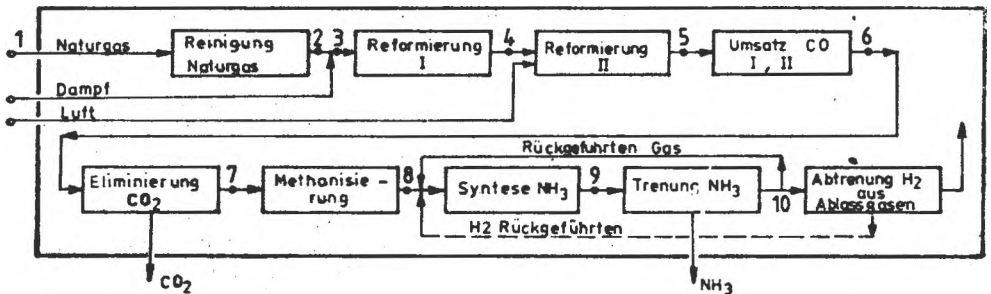 1
Naturgas
Reinigung
Naturgas
2
3
Reformierung
I
4
Reformierung
II
5
Umsatz CO
I , II
6
Dampf
Luft
Eliminierung
CO2
7
Methanisie-
rung
8
Rückgeführten Gas
Syntese NH3
9
Trenung NH3
10
Abtrenung H2
aus
Ablassgasen
H2 Rückgeführten
CO2
NH3